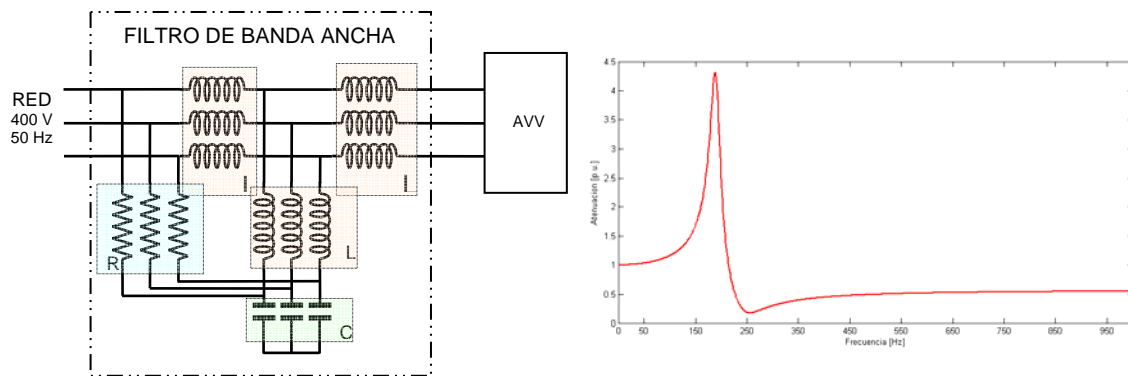 FILTRO DE BANDA ANCHA
RED
400 V
50 Hz
AVV
R
L
C
Atenuacion [p.u.]
4.5
4
3.5
3
2.5
2
1.5
1
0.5
0
0 50 150 250 350 450 550 650 750 850 950
Frecuencia [Hz]